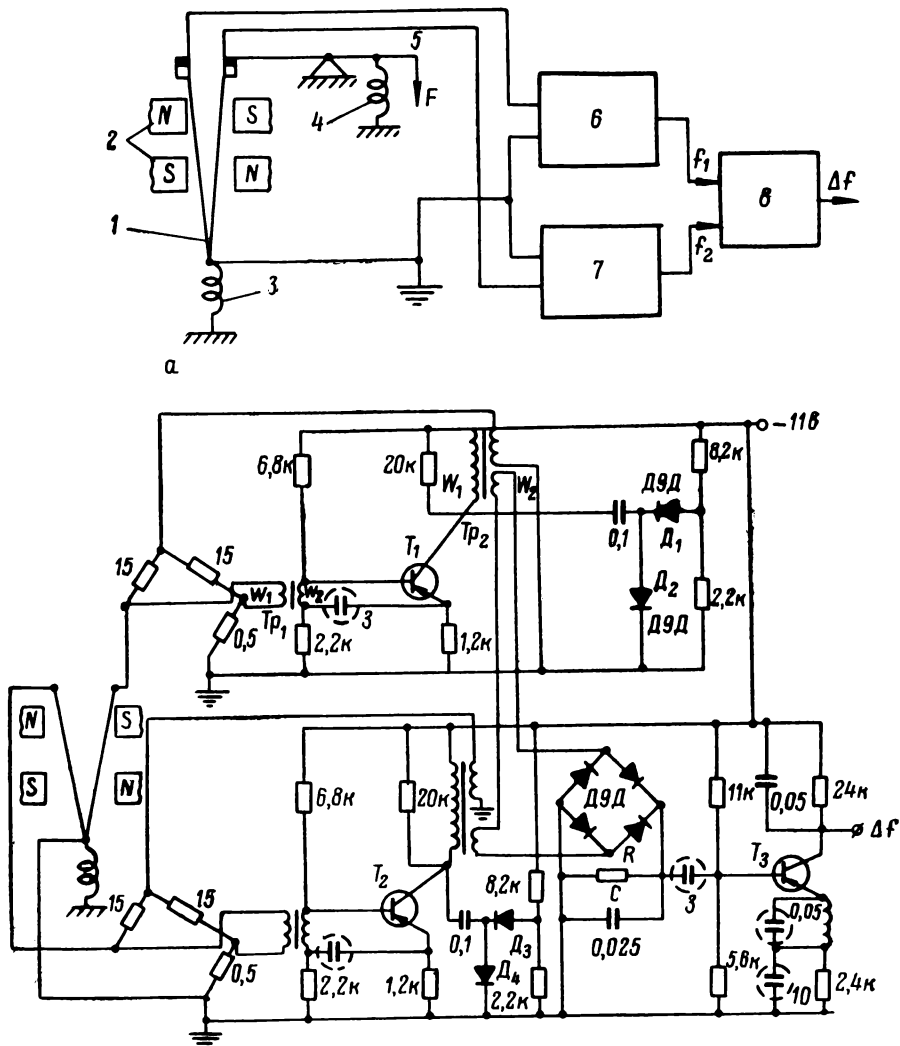 5
F
4
N
S
2
S
N
1
3
6
f₁
8
Δf
f₂
7
а
-11в
6,8к
20к
W₁
W₂
8,2к
Д9Д
0,1
Д₁
Тр₂
T₁
15
15
W₁
W₂
Тр₁
3
Д₂
Д9Д
2,2к
0,5
2,2к
1,2к
N
S
S
N
6,8к
20к
Д9Д
11к
0,05
24к
Δf
R
T₂
8,2к
С
3
T₃
15
15
0,1
Д₃
0,025
0,05
0,5
2,2к
1,2к
Д₄
2,2к
5,6к
10
2,4к